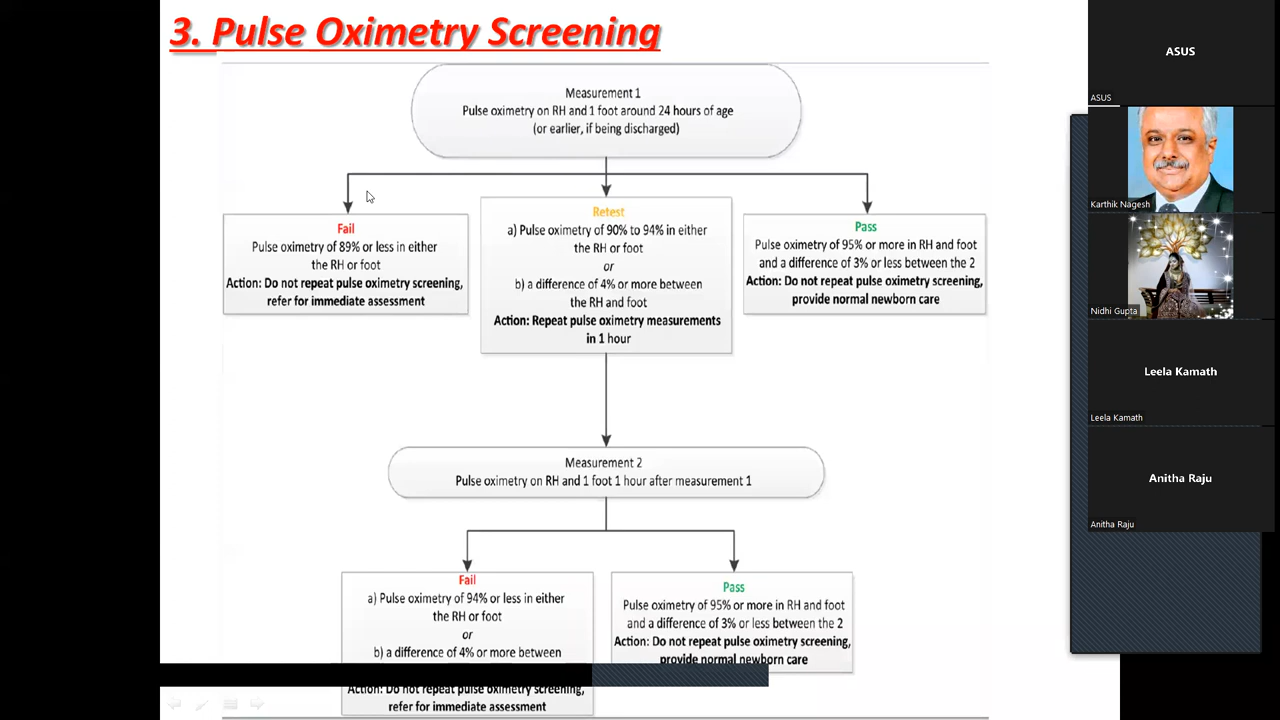 3. Pulse Oximetry Screening
Measurement 1
Pulse oximetry on RH and 1 foot around 24 hours of age
(or earlier, if being discharged)
Fail
Pulse oximetry of 89% or less in either
the RH or foot
Action: Do not repeat pulse oximetry screening,
refer for immediate assessment
Retest
a) Pulse oximetry of 90% to 94% in either
the RH or foot
or
b) a difference of 4% or more between
the RH and foot
Action: Repeat pulse oximetry measurements
in 1 hour
Pass
Pulse oximetry of 95% or more in RH and foot
and a difference of 3% or less between the 2
Action: Do not repeat pulse oximetry screening,
provide normal newborn care
Measurement 2
Pulse oximetry on RH and 1 foot 1 hour after measurement 1
Fail
a) Pulse oximetry of 94% or less in either
the RH or foot
or
b) a difference of 4% or more between
Action: Do not repeat pulse oximetry screening,
refer for immediate assessment
Pass
Pulse oximetry of 95% or more in RH and foot
and a difference of 3% or less between the 2
Action: Do not repeat pulse oximetry screening,
provide normal newborn care
ASUS
ASUS
Karthik Nagesh
Nidhi Gupta
Leela Kamath
Leela Kamath
Anitha Raju
Anitha Raju